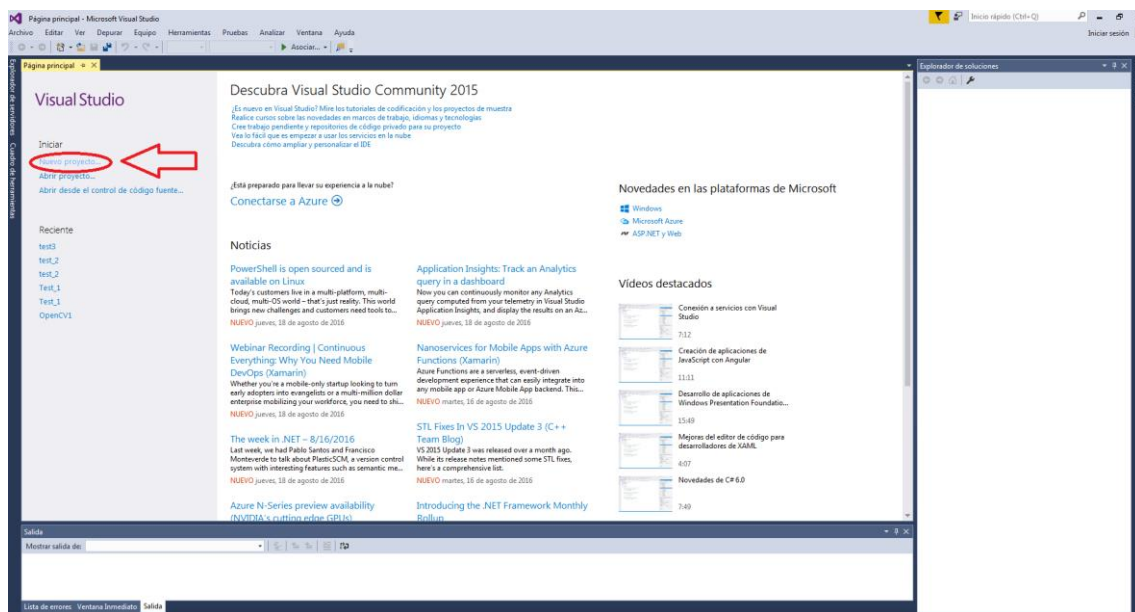 Página principal - Microsoft Visual Studio
Inicio rápido (Ctrl+Q)
Archivo Editar Ver Depurar Equipo Herramientas Pruebas Analizar Ventana Ayuda
Iniciar sesión
Asociar...
Explorador de servidores
Cuadro de herramientas
Página principal
Explorador de soluciones
Visual Studio
Iniciar
Nuevo proyecto...
Abrir proyecto...
Abrir desde el control de código fuente...
Reciente
test3
test_2
test_2
Test_1
Test_1
OpenCV1
Descubra Visual Studio Community 2015
¿Es nuevo en Visual Studio? Mire los tutoriales de codificación y los proyectos de muestra
Realice cursos sobre las novedades en marcos de trabajo, idiomas y tecnologías
Cree trabajo pendiente y repositorios de código privado para su proyecto
Vea lo fácil que es empezar a usar los servicios en la nube
Descubra cómo ampliar y personalizar el IDE
¿Está preparado para llevar su experiencia a la nube?
Conectarse a Azure
Noticias
PowerShell is open sourced and is
available on Linux
Today's customers live in a multi-platform, multi-
cloud, multi-OS world – that's just reality. This world
brings new challenges and customers need tools to...
NUEVO jueves, 18 de agosto de 2016
Webinar Recording | Continuous
Everything: Why You Need Mobile
DevOps (Xamarin)
Whether you're a mobile-only startup looking to turn
early adopters into evangelists or a multi-million dollar
enterprise mobilizing your workforce, you need to shi...
NUEVO jueves, 18 de agosto de 2016
The week in .NET – 8/16/2016
Last week, we had Pablo Santos and Francisco
Monteverde to talk about PlasticSCM, a version control
system with interesting features such as semantic me...
NUEVO jueves, 18 de agosto de 2016
Azure N-Series preview availability
(NVIDIA's cutting edge GPUs)
Application Insights: Track an Analytics
query in a dashboard
Now you can continuously monitor any Analytics
query computed from your telemetry in Visual Studio
Application Insights, and display the results on an Az...
NUEVO jueves, 18 de agosto de 2016
Nanoservices for Mobile Apps with Azure
Functions (Xamarin)
Azure Functions are a serverless, event-driven
development experience that can easily integrate into
any mobile app or Azure Mobile App backend. This...
NUEVO martes, 16 de agosto de 2016
STL Fixes In VS 2015 Update 3 (C++
Team Blog)
VS 2015 Update 3 was released over a month ago.
While its release notes mentioned some STL fixes,
here's a comprehensive list.
NUEVO martes, 16 de agosto de 2016
Introducing the .NET Framework Monthly
Rollup
Novedades en las plataformas de Microsoft
Windows
Microsoft Azure
ASP.NET y Web
Vídeos destacados
Conexión a servicios con Visual
Studio
7:12
Creación de aplicaciones de
JavaScript con Angular
11:11
Desarrollo de aplicaciones de
Windows Presentation Foundatio...
15:49
Mejoras del editor de código para
desarrolladores de XAML
4:07
Novedades de C# 6.0
7:49
Salida
Mostrar salida de:
Lista de errores Ventana Inmediato Salida